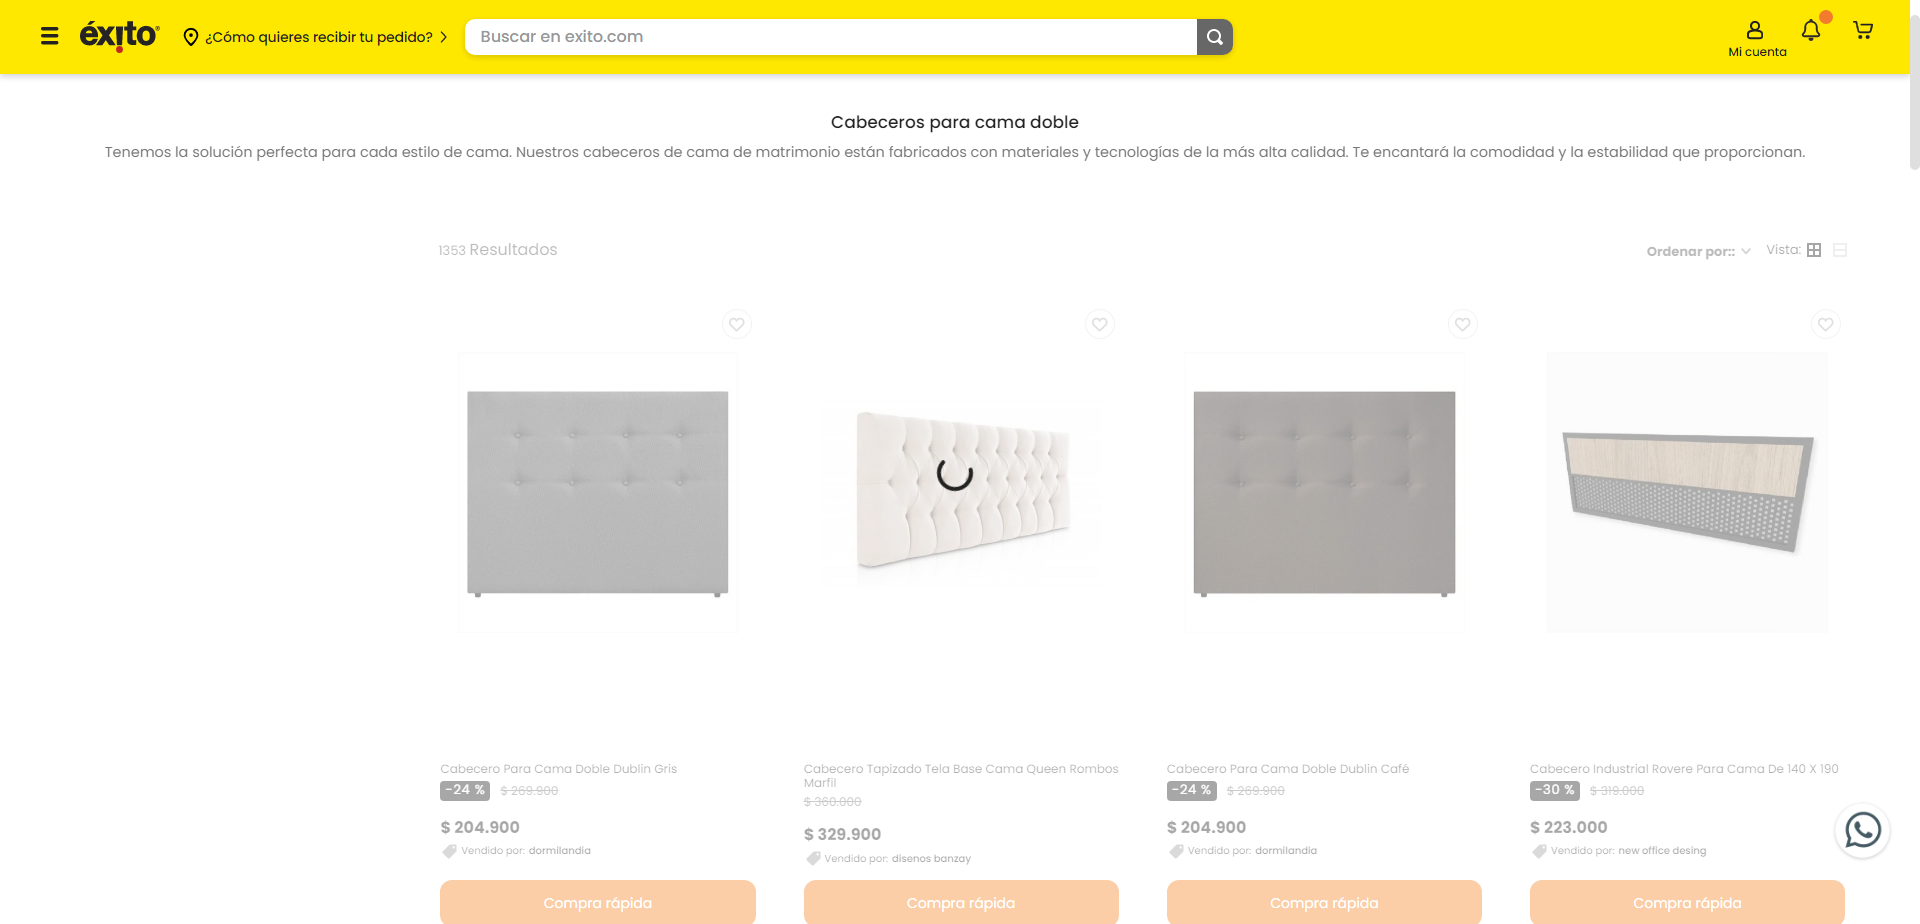 éxito
¿Cómo quieres recibir tu pedido?
Buscar en exito.com
Mi cuenta
Cabeceros para cama doble
Tenemos la solución perfecta para cada estilo de cama. Nuestros cabeceros de cama de matrimonio están fabricados con materiales y tecnologías de la más alta calidad. Te encantará la comodidad y la estabilidad que proporcionan.
1353 Resultados
Ordenar por::
Vista:
Cabecero Para Cama Doble Dublin Gris
-24 % $ 269.900
$ 204.900
Vendido por: dormilandia
Compra rápida
Cabecero Tapizado Tela Base Cama Queen Rombos
Marfil
$ 360.000
$ 329.900
Vendido por: disenos banzay
Compra rápida
Cabecero Para Cama Doble Dublin Café
-24 % $ 269.900
$ 204.900
Vendido por: dormilandia
Compra rápida
Cabecero Industrial Rovere Para Cama De 140 X 190
-30 % $ 319.000
$ 223.000
Vendido por: new office desing
Compra rápida